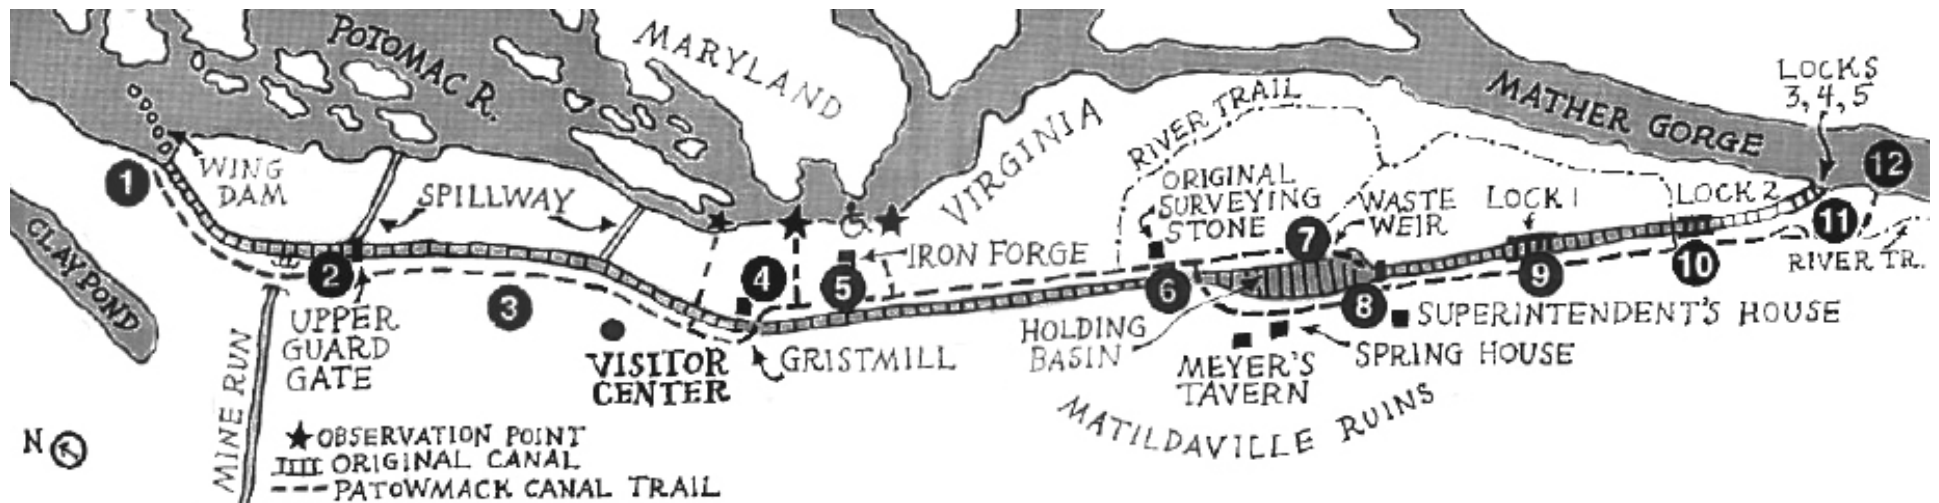 POTOMAC R.
MARYLAND
VIRGINIA
MATHER GORGE
LOCKS
3, 4, 5
12
1
WING
DAM
SPILLWAY
RIVER TRAIL
ORIGINAL
SURVEYING
STONE
WASTE
WEIR
LOCK 1
LOCK 2
11
CLAY POND
2
3
4
5
IRON FORGE
6
7
8
9
10
RIVER TR.
UPPER
GUARD
GATE
VISITOR
CENTER
GRISTMILL
HOLDING
BASIN
MEYER'S
TAVERN
SUPERINTENDENT'S HOUSE
SPRING HOUSE
MATILDAVILLE RUINS
MINE RUN
N
OBSERVATION POINT
ORIGINAL CANAL
PATOWMACK CANAL TRAIL